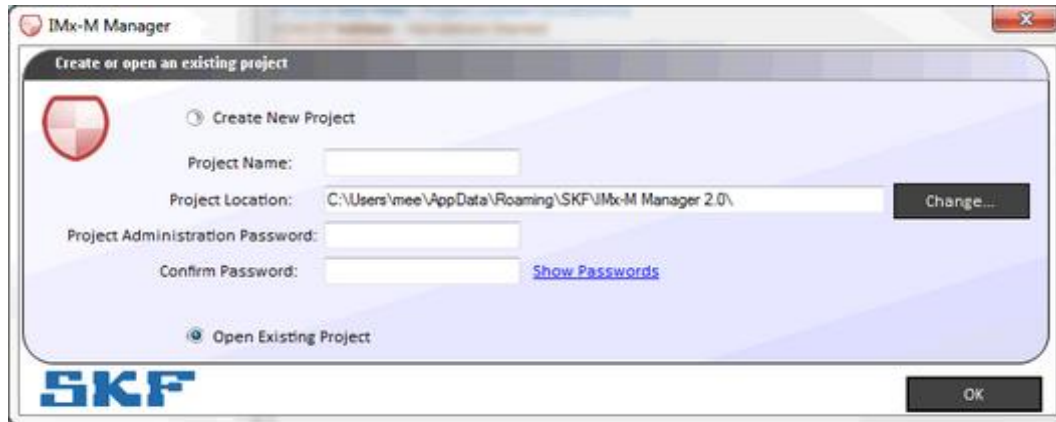 IMx-M Manager
Create or open an existing project
Create New Project
Project Name:
Project Location: C:\Users\mee\AppData\Roaming\SKF\IMx-M Manager 2.0\ Change...
Project Administration Password:
Confirm Password: Show Passwords
Open Existing Project
SKF OK